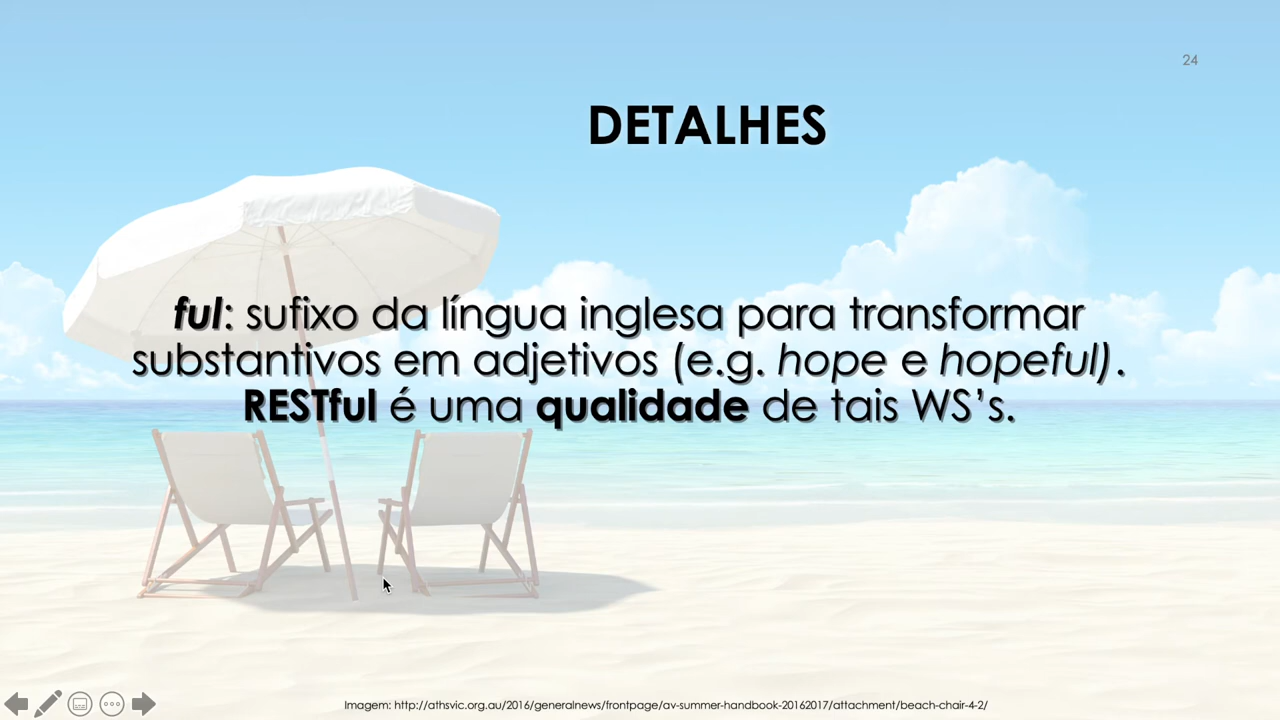 24
DETALHES
ful: sufixo da língua inglesa para transformar
substantivos em adjetivos (e.g. hope e hopeful).
RESTful é uma qualidade de tais WS’s.
Imagem: http://athsvic.org.au/2016/generalnews/frontpage/av-summer-handbook-20162017/attachment/beach-chair-4-2/